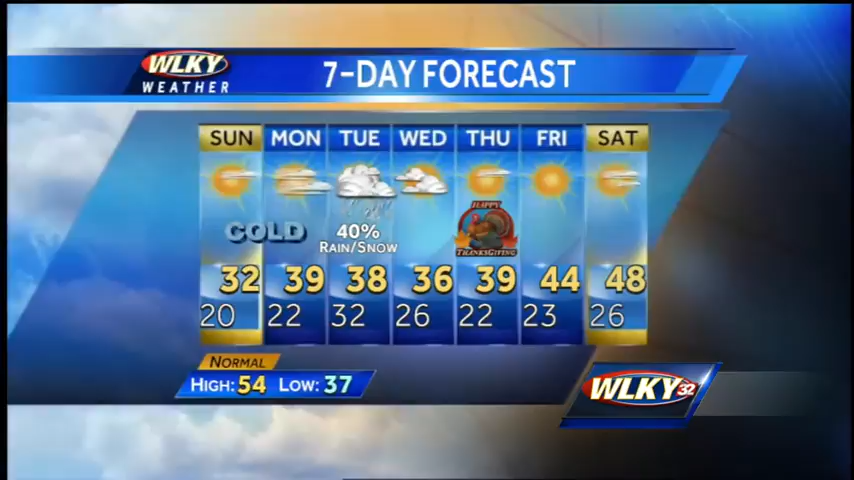 WLKY
WEATHER
7-DAY FORECAST
SUN MON TUE WED THU FRI SAT
HAPPY
THANKSGIVING
COLD
40%
RAIN/SNOW
32 39 38 36 39 44 48
20 22 32 26 22 23 26
NORMAL
HIGH: 54 LOW: 37
WLKY 32